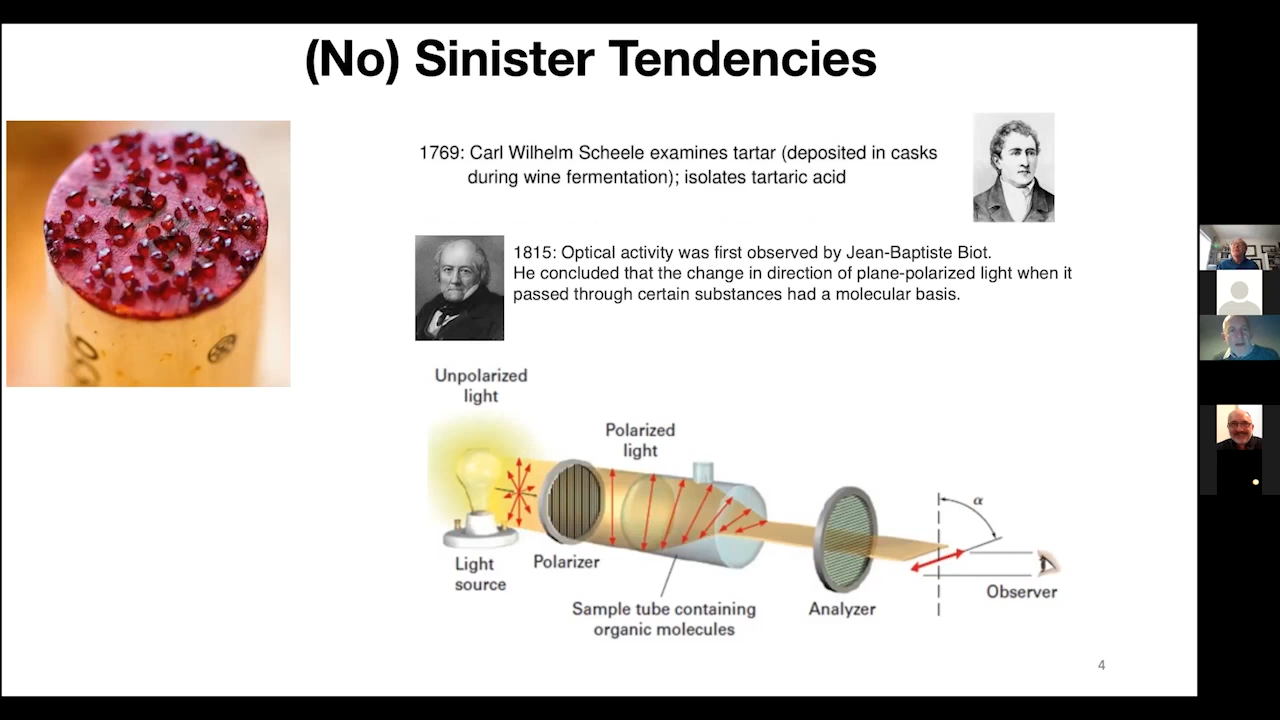 (No) Sinister Tendencies
1769: Carl Wilhelm Scheele examines tartar (deposited in casks
during wine fermentation); isolates tartaric acid
1815: Optical activity was first observed by Jean-Baptiste Biot.
He concluded that the change in direction of plane-polarized light when it
passed through certain substances had a molecular basis.
Unpolarized
light
Polarized
light
α
Light
source
Polarizer
Sample tube containing
organic molecules
Analyzer
Observer
4